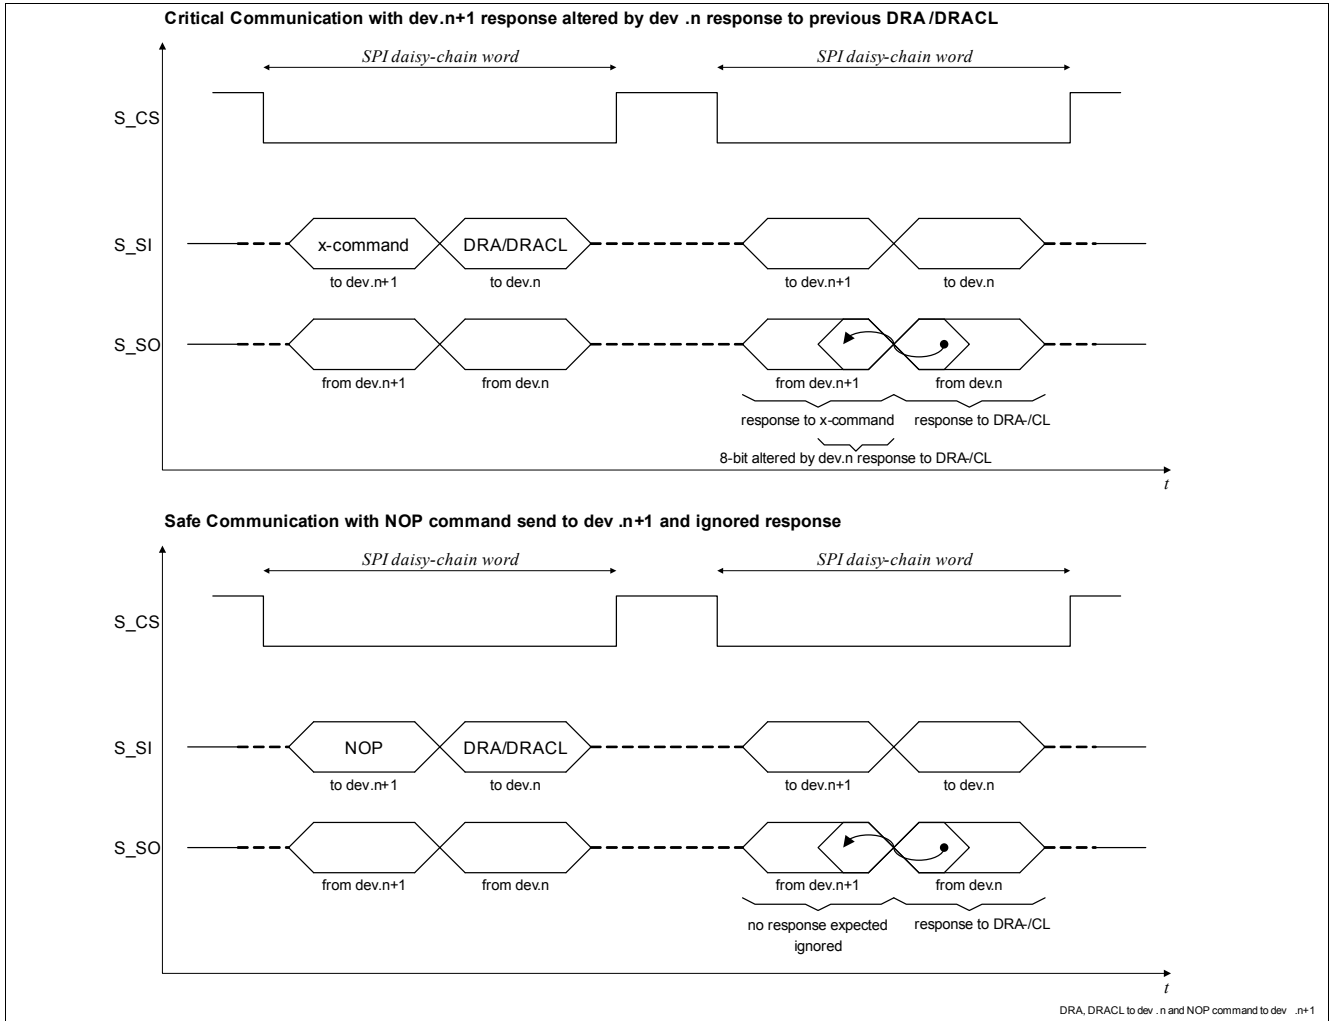 Critical Communication with dev.n+1 response altered by dev .n response to previous DRA/DRACL
SPI daisy-chain word SPI daisy-chain word
S_CS
S_SI x-command DRA/DRACL
to dev.n+1 to dev.n to dev.n+1 to dev.n
S_SO
from dev.n+1 from dev.n from dev.n+1 from dev.n
response to x-command response to DRA-/CL
8-bit altered by dev.n response to DRA-/CL
t
Safe Communication with NOP command send to dev .n+1 and ignored response
SPI daisy-chain word SPI daisy-chain word
S_CS
S_SI NOP DRA/DRACL
to dev.n+1 to dev.n to dev.n+1 to dev.n
S_SO
from dev.n+1 from dev.n from dev.n+1 from dev.n
no response expected response to DRA-/CL
ignored
t
DRA, DRACL to dev . n and NOP command to dev .n+1